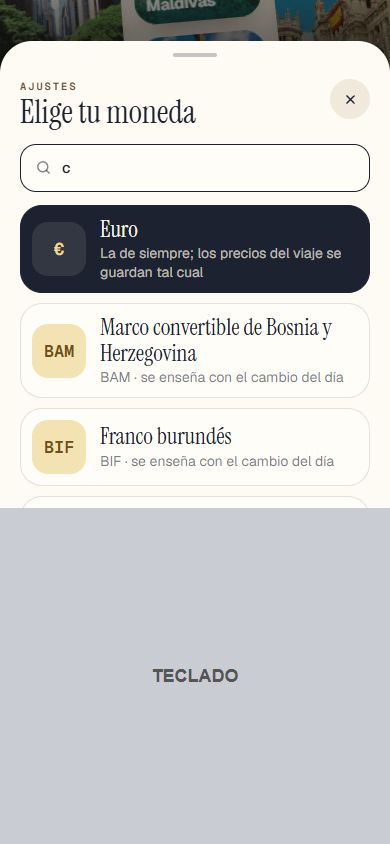 Maldivas
AJUSTES
Elige tu moneda
c
€
Euro
La de siempre; los precios del viaje se
guardan tal cual
BAM
Marco convertible de Bosnia y
Herzegovina
BAM · se enseña con el cambio del día
BIF
Franco burundés
BIF · se enseña con el cambio del día
TECLADO